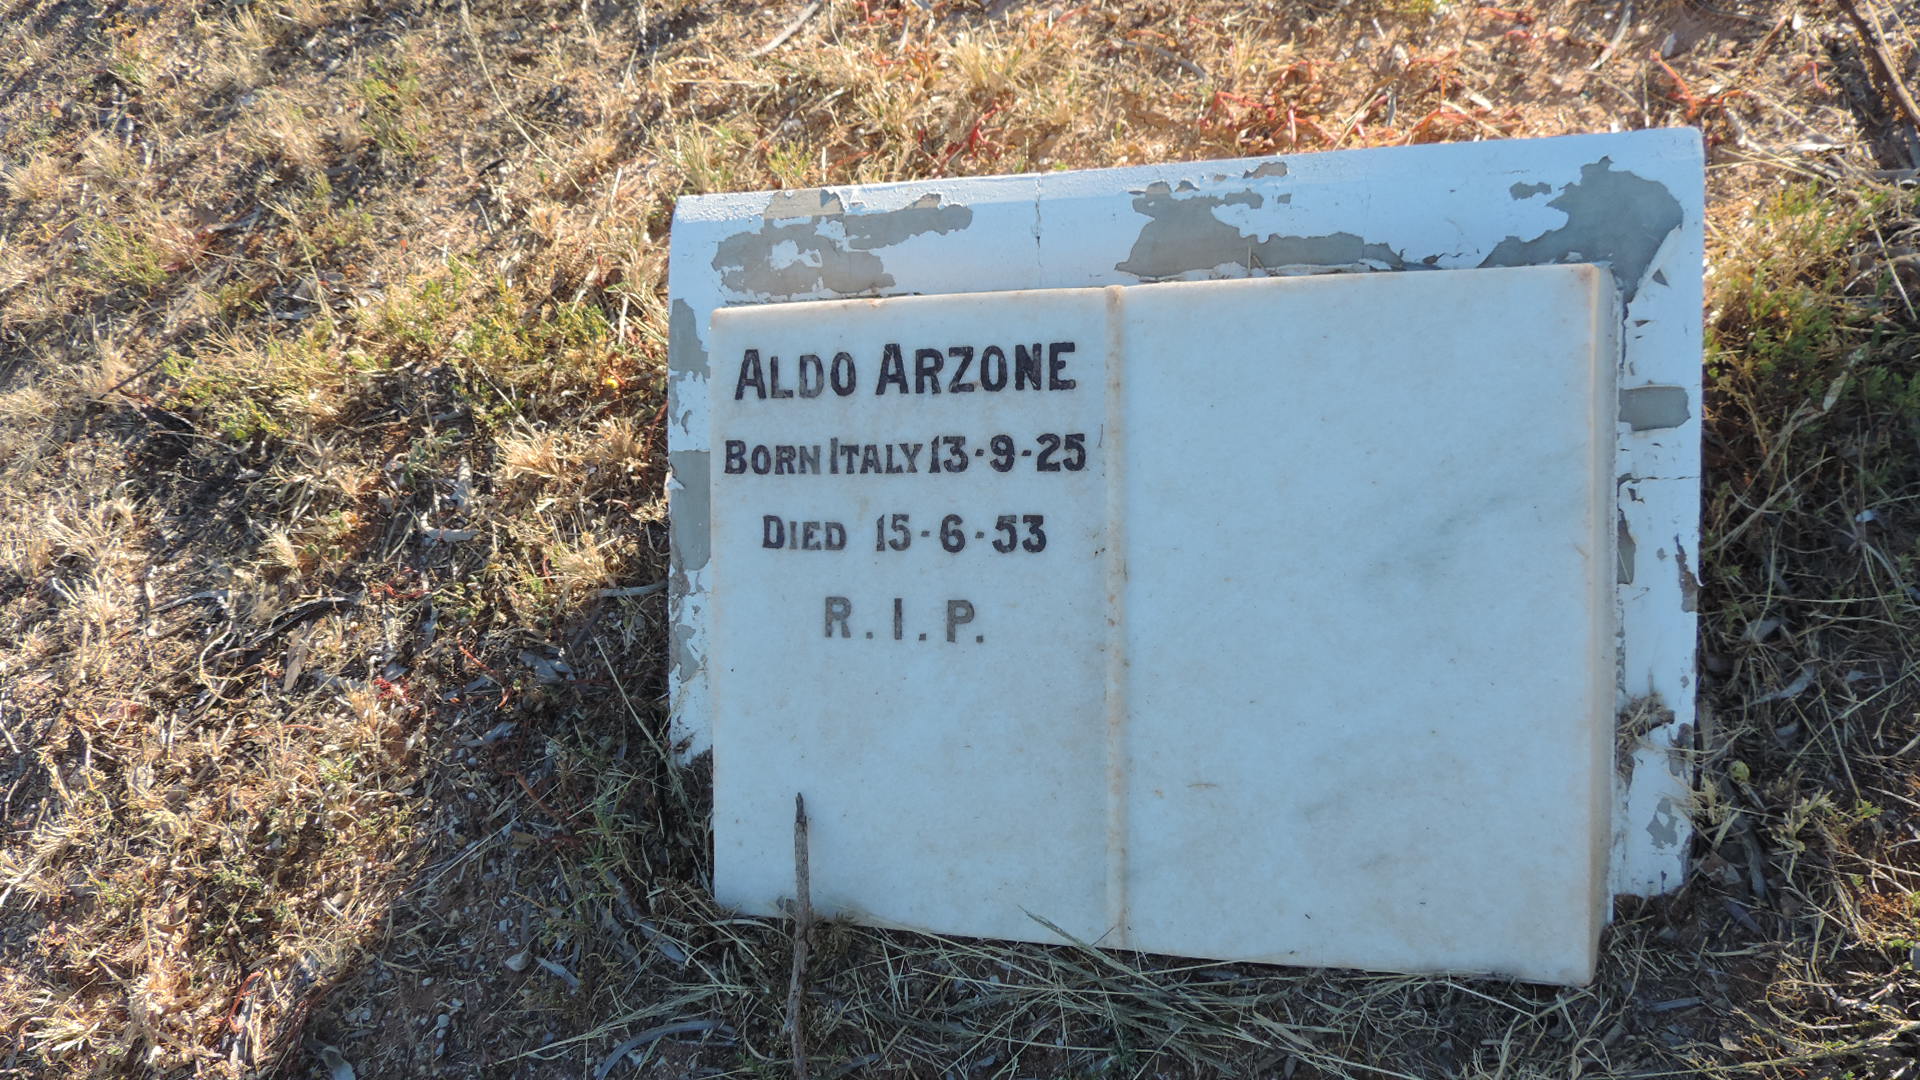 ALDO ARZONE
BORN ITALY 13-9-25
DIED 15-6-53
R.I.P.